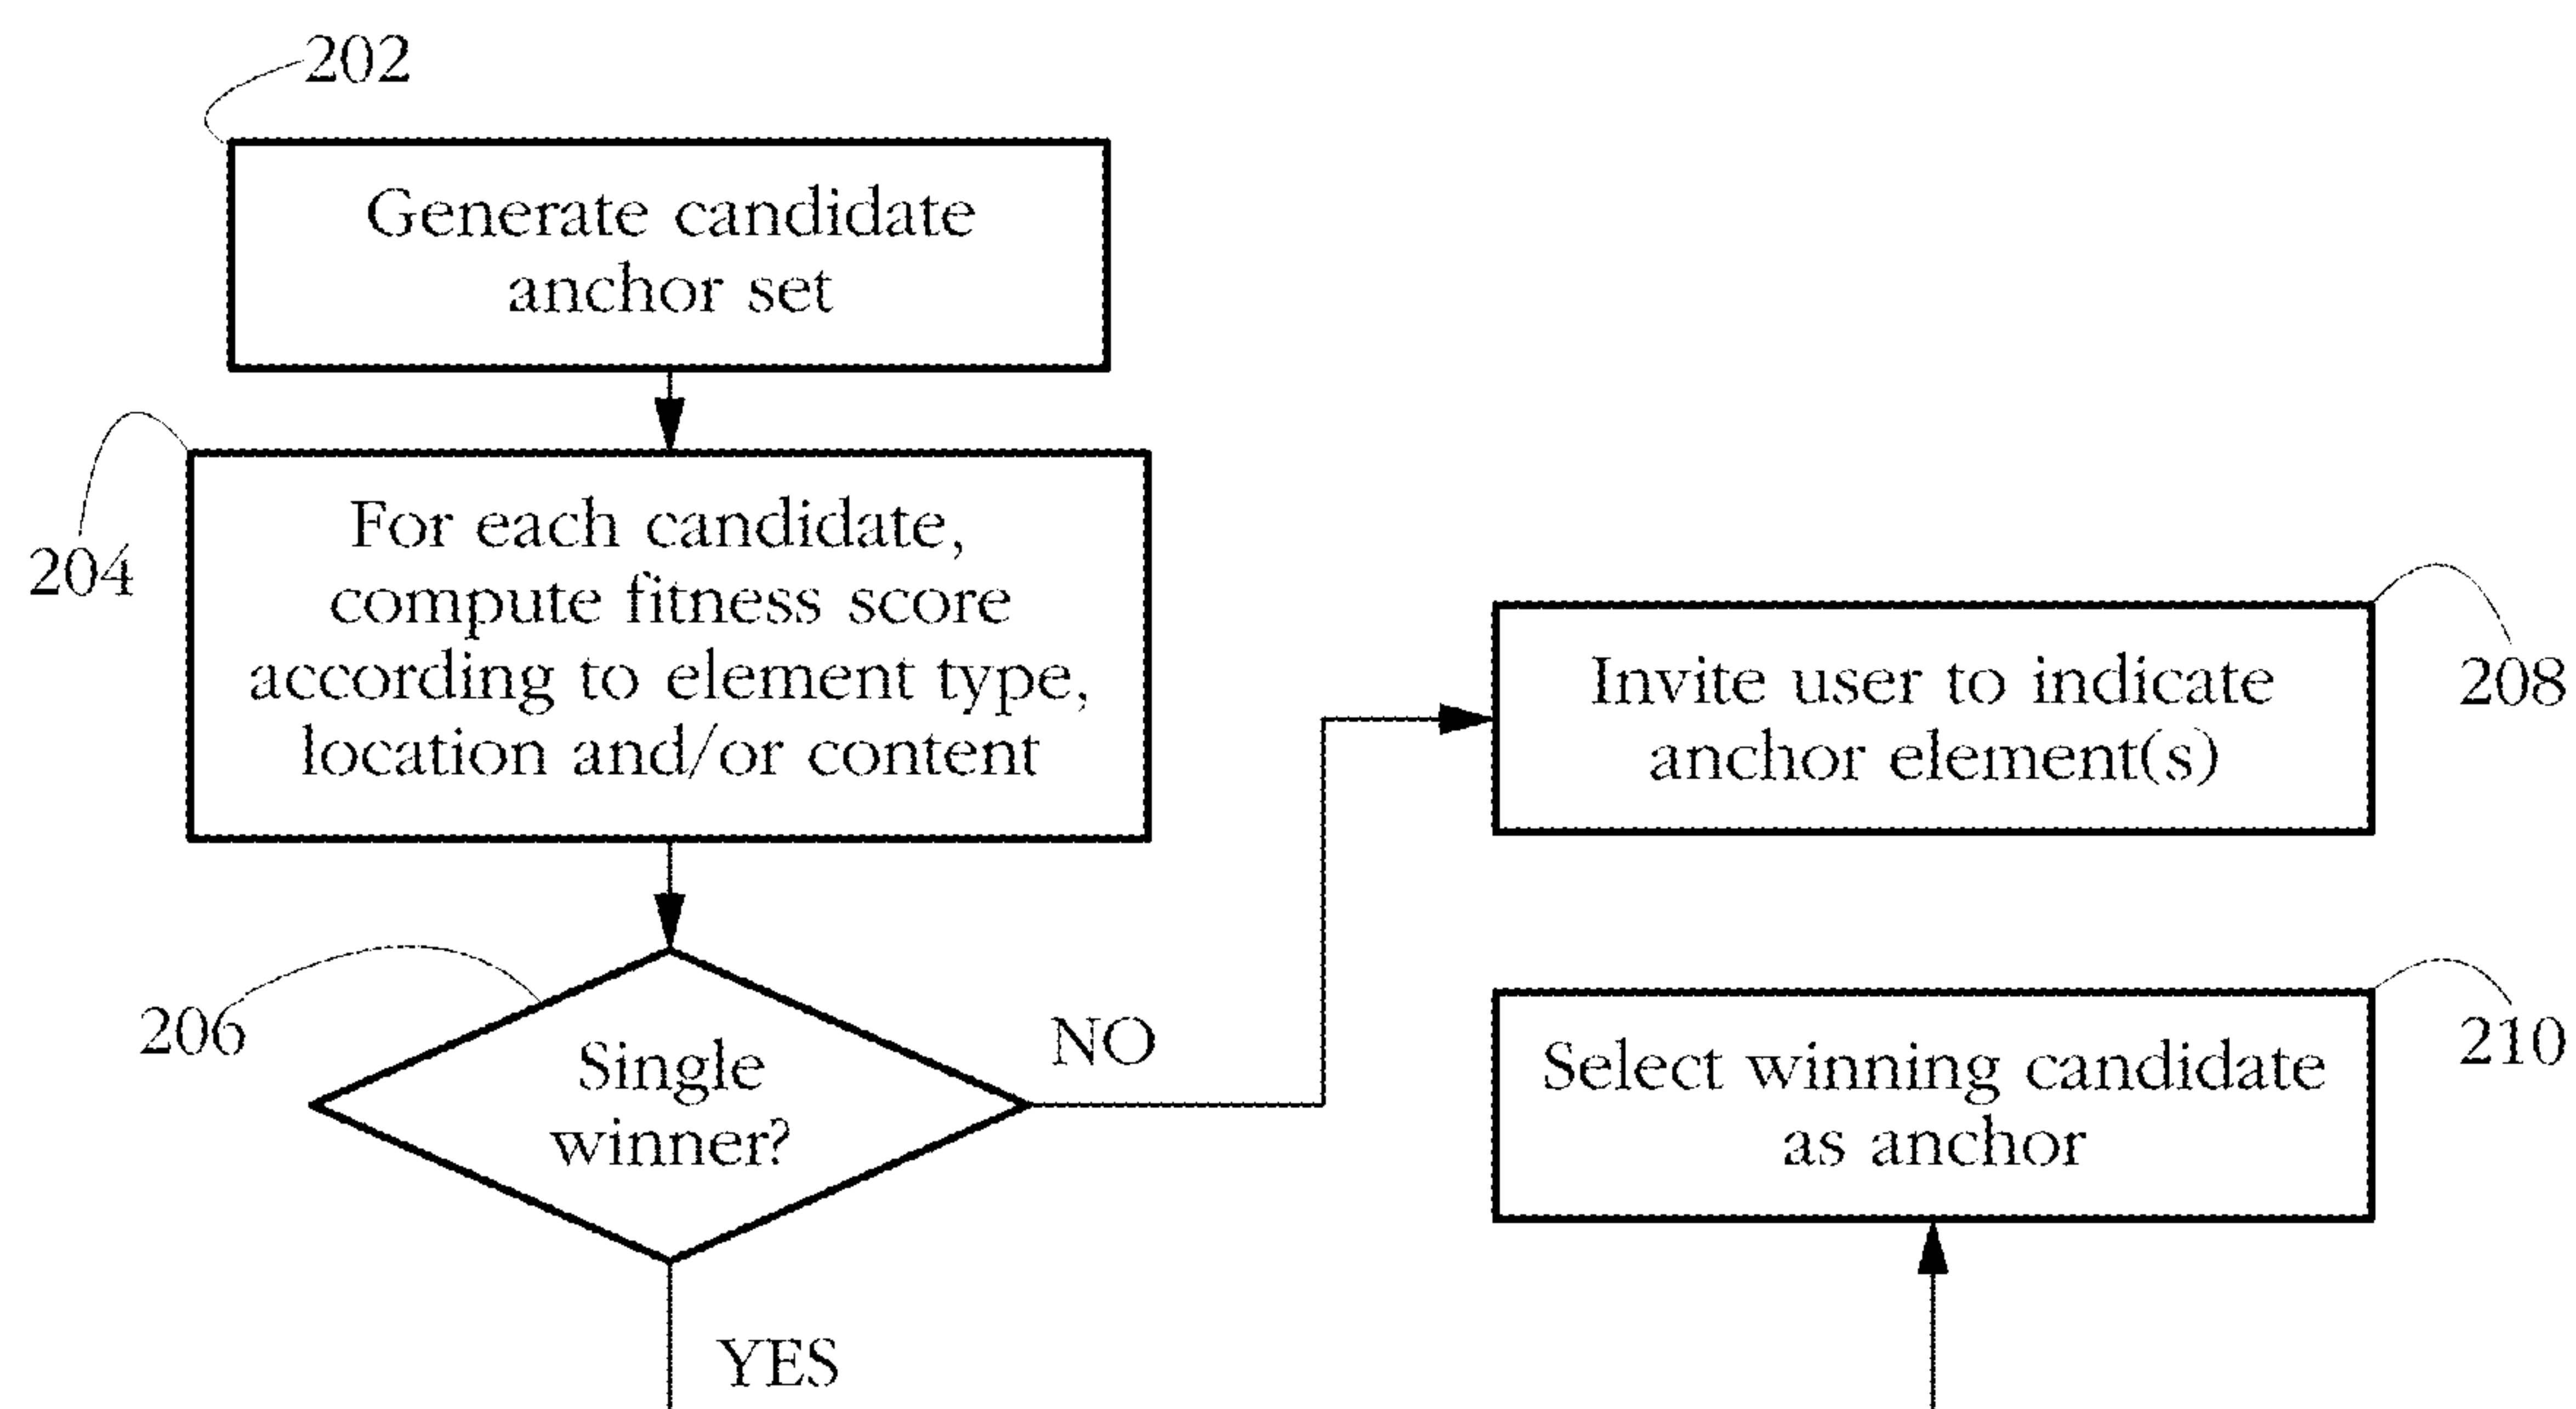 202
Generate candidate
anchor set
204
For each candidate,
compute fitness score
according to element type,
location and/or content
206
Single
winner?
NO
YES
208
Invite user to indicate
anchor element(s)
210
Select winning candidate
as anchor